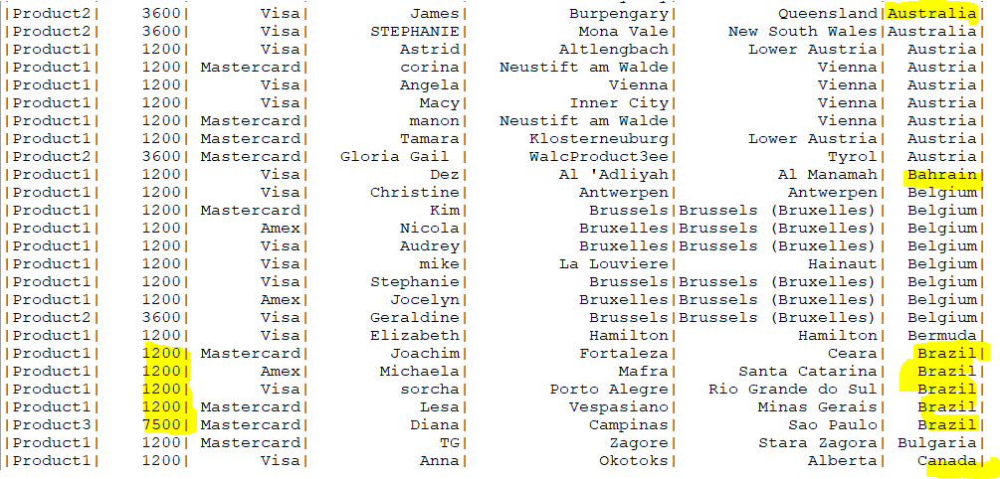 |Product2| 3600| Visa| James| Burpengary| Queensland|Australia|
|Product2| 3600| Visa| STEPHANIE| Mona Vale| New South Wales|Australia|
|Product1| 1200| Visa| Astrid| Altlengbach| Lower Austria| Austria|
|Product1| 1200| Mastercard| corina| Neustift am Walde| Vienna| Austria|
|Product1| 1200| Visa| Angela| Vienna| Vienna| Austria|
|Product1| 1200| Visa| Macy| Inner City| Vienna| Austria|
|Product1| 1200| Mastercard| manon| Neustift am Walde| Vienna| Austria|
|Product1| 1200| Mastercard| Tamara| Klosterneuburg| Lower Austria| Austria|
|Product2| 3600| Mastercard| Gloria Gail | WalcProduct3ee| Tyrol| Austria|
|Product1| 1200| Visa| Dez| Al 'Adliyah| Al Manamah| Bahrain|
|Product1| 1200| Visa| Christine| Antwerpen| Antwerpen| Belgium|
|Product1| 1200| Mastercard| Kim| Brussels|Brussels (Bruxelles)| Belgium|
|Product1| 1200| Amex| Nicola| Bruxelles|Brussels (Bruxelles)| Belgium|
|Product1| 1200| Visa| Audrey| Bruxelles|Brussels (Bruxelles)| Belgium|
|Product1| 1200| Visa| mike| La Louviere| Hainaut| Belgium|
|Product1| 1200| Visa| Stephanie| Brussels|Brussels (Bruxelles)| Belgium|
|Product1| 1200| Amex| Jocelyn| Bruxelles|Brussels (Bruxelles)| Belgium|
|Product2| 3600| Visa| Geraldine| Brussels|Brussels (Bruxelles)| Belgium|
|Product1| 1200| Visa| Elizabeth| Hamilton| Hamilton| Bermuda|
|Product1| 1200| Mastercard| Joachim| Fortaleza| Ceara| Brazil|
|Product1| 1200| Amex| Michaela| Mafra| Santa Catarina| Brazil|
|Product1| 1200| Visa| sorcha| Porto Alegre| Rio Grande do Sul| Brazil|
|Product1| 1200| Mastercard| Lesa| Vespasiano| Minas Gerais| Brazil|
|Product3| 7500| Mastercard| Diana| Campinas| Sao Paulo| Brazil|
|Product1| 1200| Mastercard| TG| Zagore| Stara Zagora| Bulgaria|
|Product1| 1200| Visa| Anna| Okotoks| Alberta| Canada|